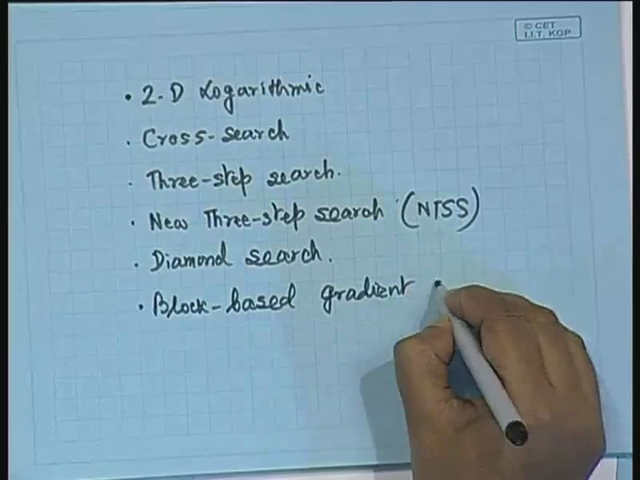 © CET
I.I.T. KGP
• 2-D Logarithmic
• Cross-search
• Three-step search.
• New Three-step search (NTSS)
• Diamond search.
• Block-based gradient